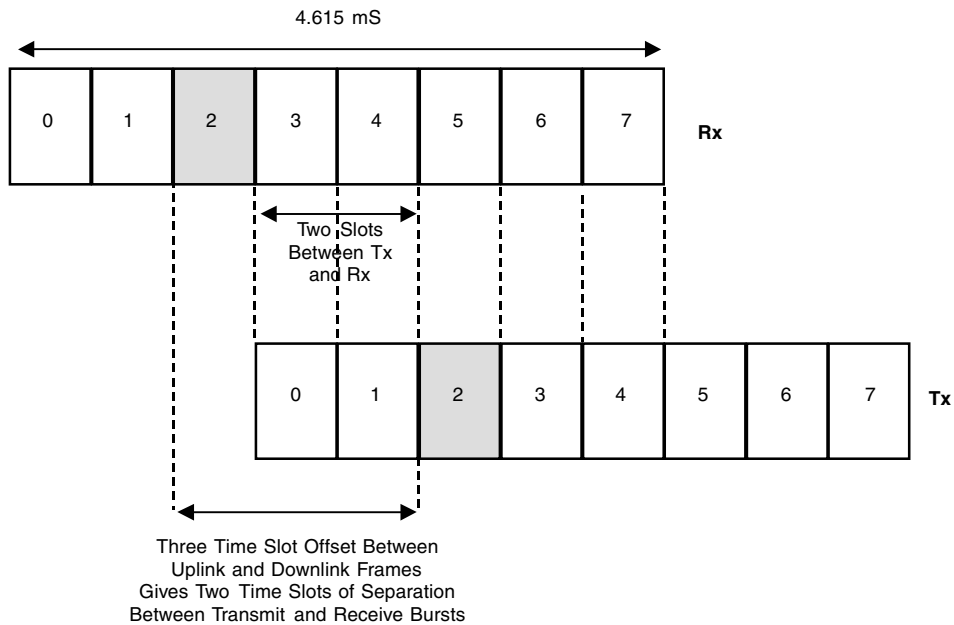 4.615 mS
0 1 2 3 4 5 6 7 Rx
Two Slots
Between Tx
and Rx
0 1 2 3 4 5 6 7 Tx
Three Time Slot Offset Between
Uplink and Downlink Frames
Gives Two Time Slots of Separation
Between Transmit and Receive Bursts